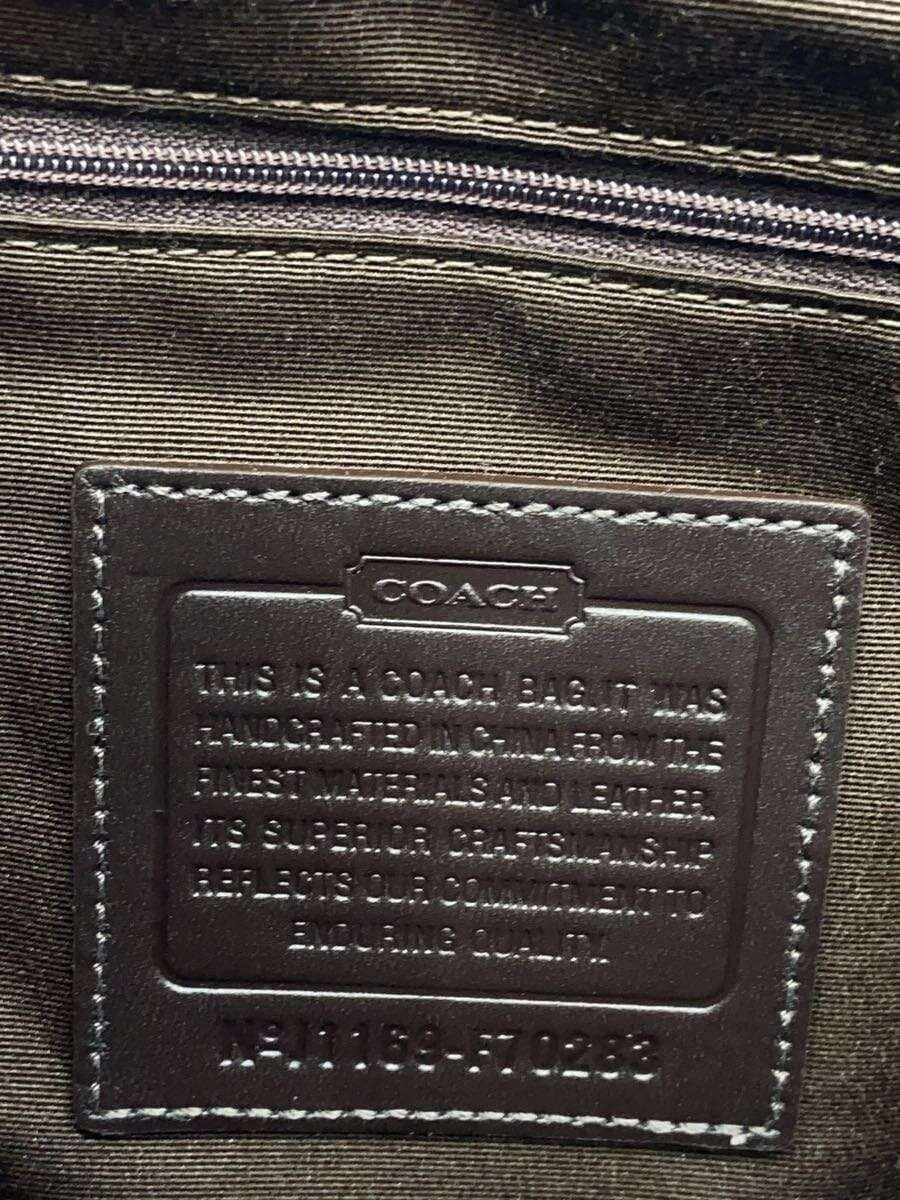 COACH
THIS IS A COACH BAG. IT WAS
HANDCRAFTED IN CHINA FROM THE
FINEST MATERIALS AND LEATHER.
ITS SUPERIOR CRAFTSMANSHIP
REFLECTS OUR COMMITMENT TO
ENDURING QUALITY.
Nº J1169-F70283